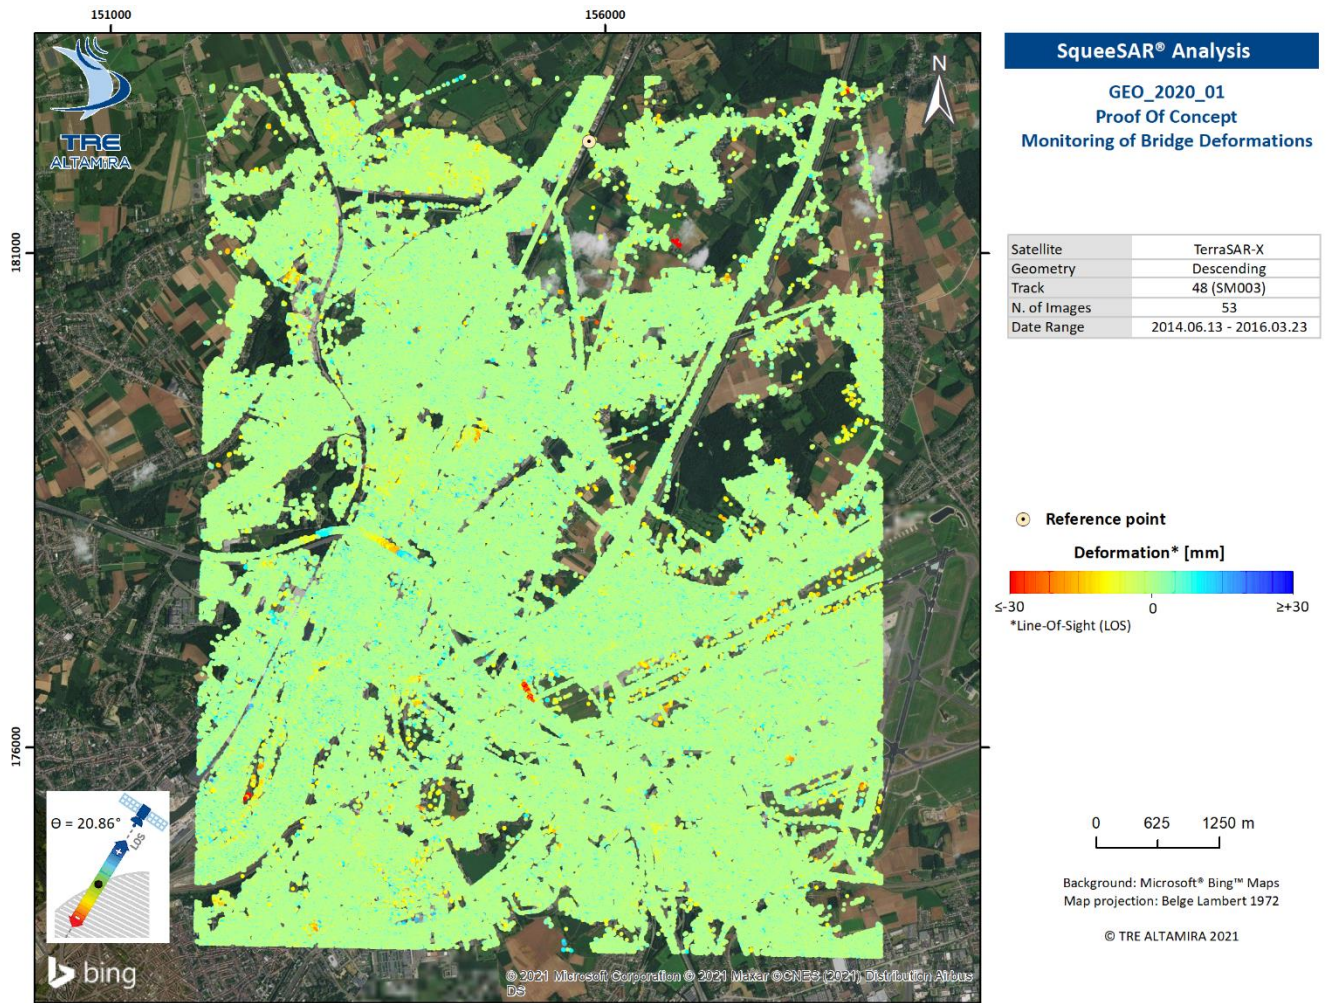 151000
156000
181000
176000
TRE
ALTAMIRA
N
Θ = 20.86°
LOS
+
-
bing
© 2021 Microsoft Corporation © 2021 Maxar ©CNES (2021) Distribution Airbus
DS
SqueeSAR® Analysis
GEO_2020_01
Proof Of Concept
Monitoring of Bridge Deformations
Satellite TerraSAR-X
Geometry Descending
Track 48 (SM003)
N. of Images 53
Date Range 2014.06.13 - 2016.03.23
Reference point
Deformation* [mm]
≤-30 0 ≥+30
*Line-Of-Sight (LOS)
0 625 1250 m
Background: Microsoft® Bing™ Maps
Map projection: Belge Lambert 1972
© TRE ALTAMIRA 2021